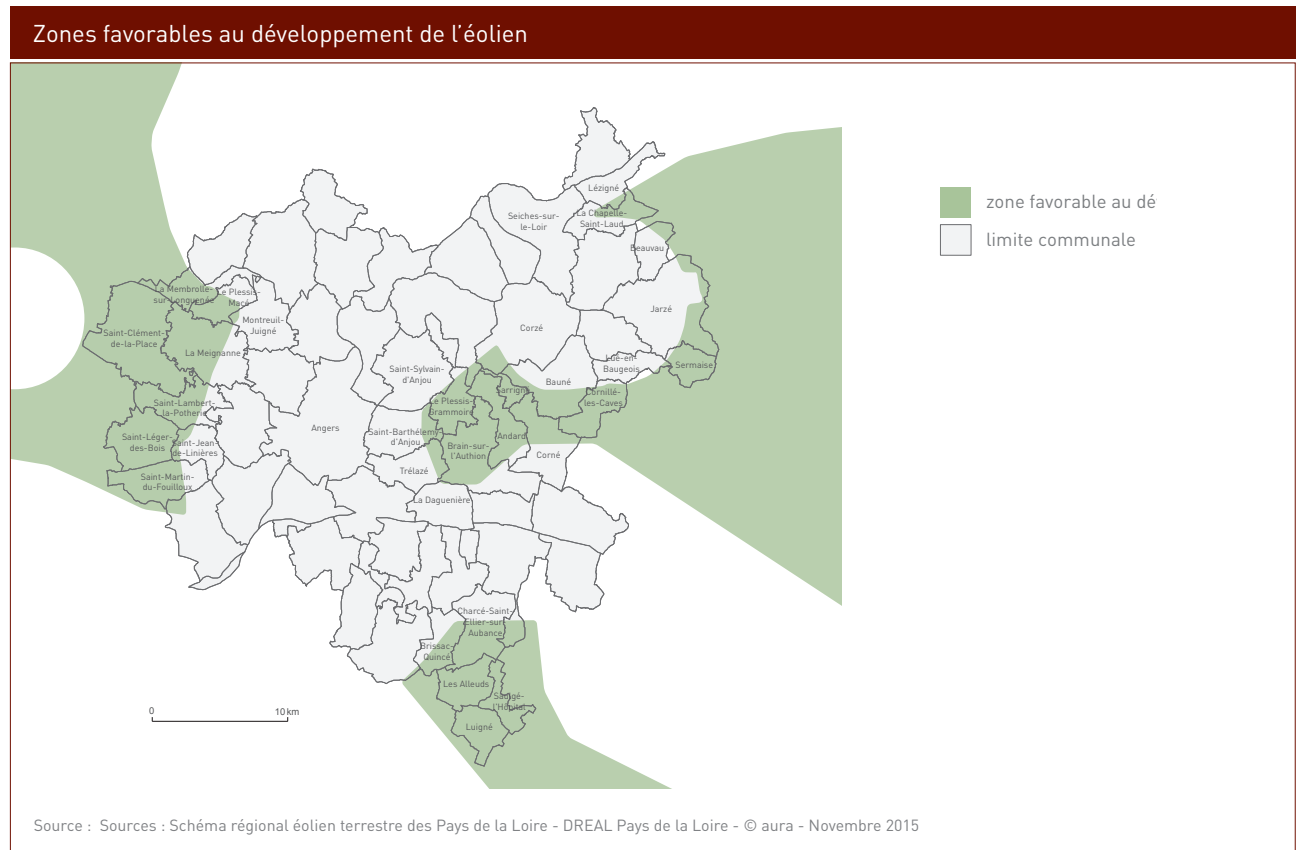 Zones favorables au développement de l'éolien
zone favorable au dé
limite communale
Lézigné
Seiches-sur-
le-Loir
La Chapelle-
Saint-Laud
Beauvau
La Membrolle-
sur-Longuenée
Le Plessis-
Macé
Jarzé
Montreuil-
Juigné
Corzé
Saint-Clément-
de-la-Place
La Meignanne
Lué-en-
Baugeois
Sermaise
Saint-Sylvain-
d'Anjou
Bauné
Sarrigné
Cornillé-
les-Caves
Saint-Lambert-
la-Potherie
Le Plessis-
Grammoire
Angers
Saint-Barthélemy-
d'Anjou
Andard
Saint-Léger-
des-Bois
Saint-Jean-
de-Linières
Brain-sur-
l'Authion
Corné
Trélazé
Saint-Martin-
du-Fouilloux
La Daguenière
Charcé-Saint-
Ellier-sur-
Aubance
Brissac-
Quincé
Les Alleuds
Saulgé-
l'Hôpital
Luigné
0 10 km
Source : Sources : Schéma régional éolien terrestre des Pays de la Loire - DREAL Pays de la Loire - © aura - Novembre 2015